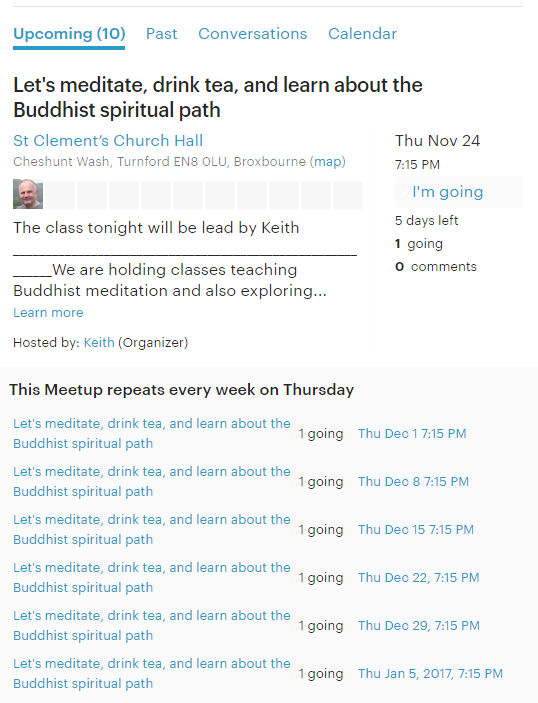 Upcoming (10) Past Conversations Calendar
Let's meditate, drink tea, and learn about the
Buddhist spiritual path
St Clement’s Church Hall
Cheshunt Wash, Turnford EN8 0LU, Broxbourne (map)
Thu Nov 24
7:15 PM
I'm going
5 days left
1 going
0 comments
The class tonight will be lead by Keith
_____________________________________________________
______We are holding classes teaching
Buddhist meditation and also exploring...
Learn more
Hosted by: Keith (Organizer)
This Meetup repeats every week on Thursday
Let's meditate, drink tea, and learn about the
Buddhist spiritual path
1 going Thu Dec 1 7:15 PM
Let's meditate, drink tea, and learn about the
Buddhist spiritual path
1 going Thu Dec 8 7:15 PM
Let's meditate, drink tea, and learn about the
Buddhist spiritual path
1 going Thu Dec 15 7:15 PM
Let's meditate, drink tea, and learn about the
Buddhist spiritual path
1 going Thu Dec 22, 7:15 PM
Let's meditate, drink tea, and learn about the
Buddhist spiritual path
1 going Thu Dec 29, 7:15 PM
Let's meditate, drink tea, and learn about the
Buddhist spiritual path
1 going Thu Jan 5, 2017, 7:15 PM